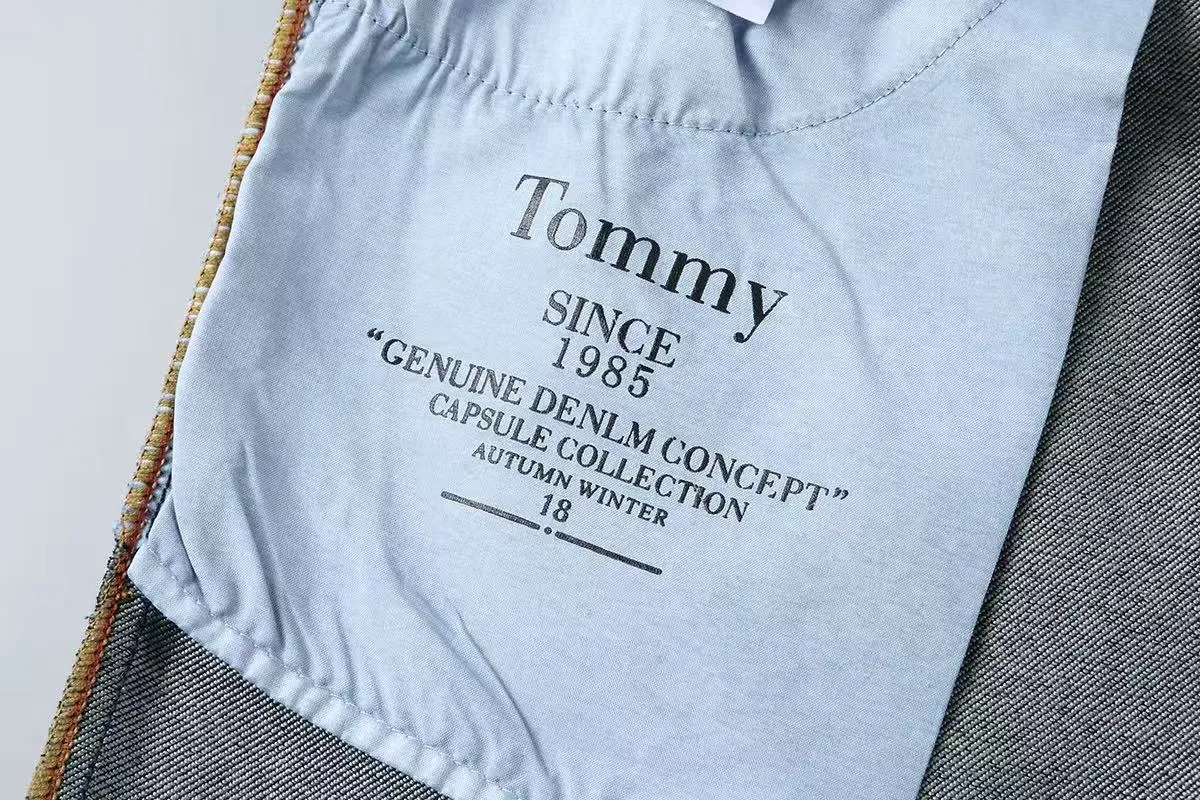 Tommy
SINCE
1985
“GENUINE DENLM CONCEPT”
CAPSULE COLLECTION
AUTUMN WINTER
18